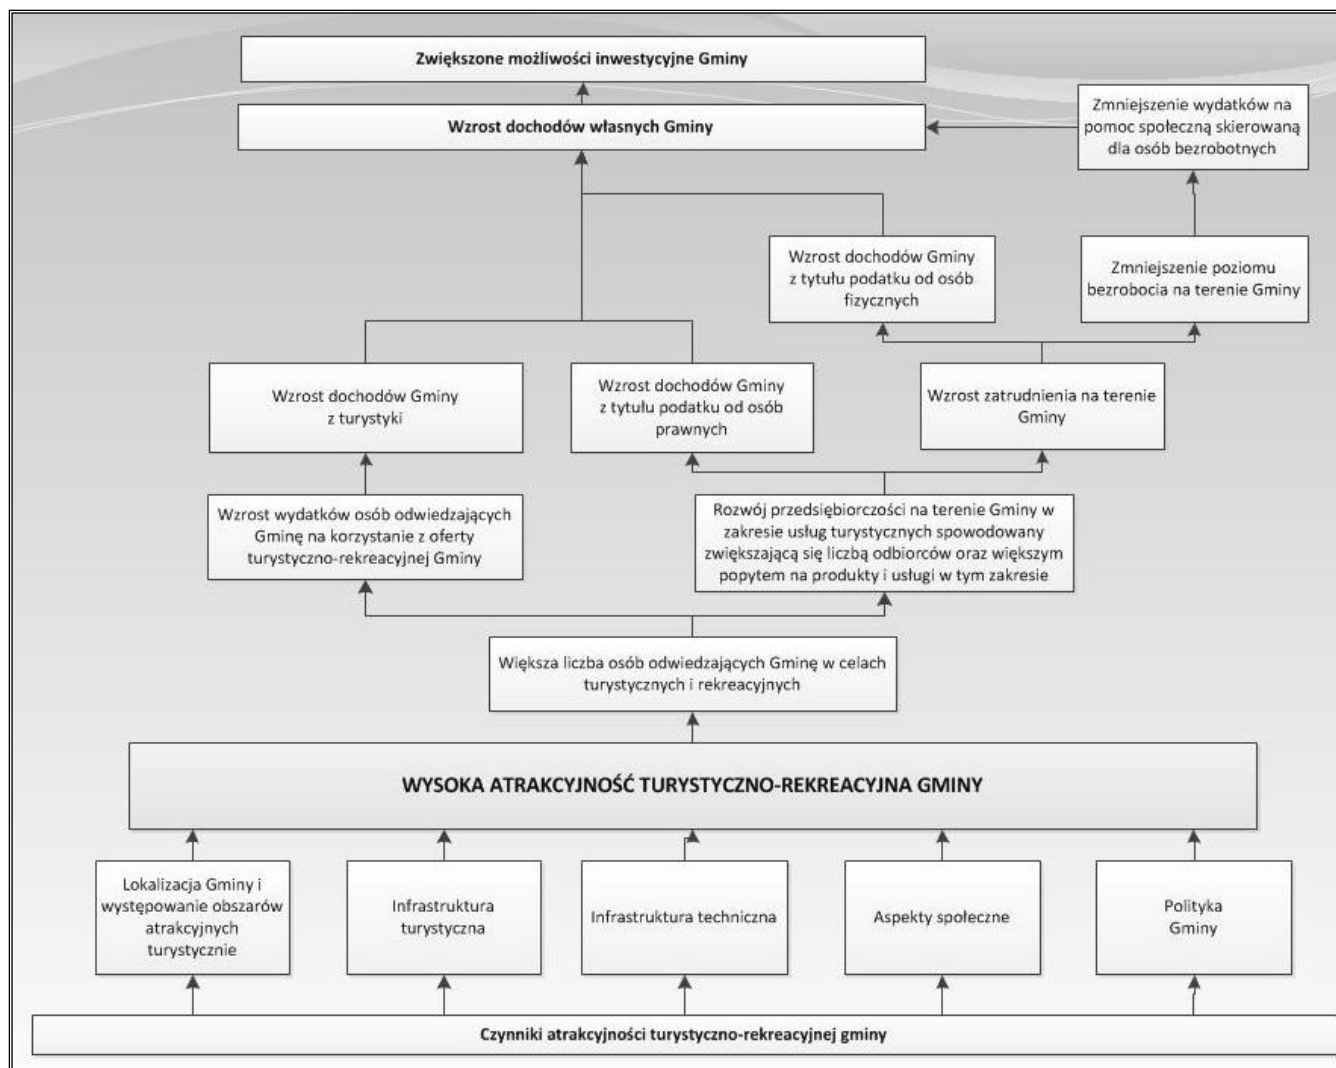 Zwiększone możliwości inwestycyjne Gminy
Wzrost dochodów własnych Gminy
Zmniejszenie wydatków na
pomoc społeczną skierowaną
dla osób bezrobotnych
Wzrost dochodów Gminy
z tytułu podatku od osób
fizycznych
Zmniejszenie poziomu
bezrobocia na terenie Gminy
Wzrost dochodów Gminy
z turystyki
Wzrost dochodów Gminy
z tytułu podatku od osób
prawnych
Wzrost zatrudnienia na terenie
Gminy
Wzrost wydatków osób odwiedzających
Gminę na korzystanie z oferty
turystyczno-rekreacyjnej Gminy
Rozwój przedsiębiorczości na terenie Gminy w
zakresie usług turystycznych spowodowany
zwiększającą się liczbą odbiorców oraz większym
popytem na produkty i usługi w tym zakresie
Większa liczba osób odwiedzających Gminę w celach
turystycznych i rekreacyjnych
WYSOKA ATRAKCYJNOŚĆ TURYSTYCZNO-REKREACYJNA GMINY
Lokalizacja Gminy i
występowanie obszarów
atrakcyjnych
turystycznie
Infrastruktura
turystyczna
Infrastruktura techniczna
Aspekty społeczne
Polityka
Gminy
Czynniki atrakcyjności turystyczno-rekreacyjnej gminy